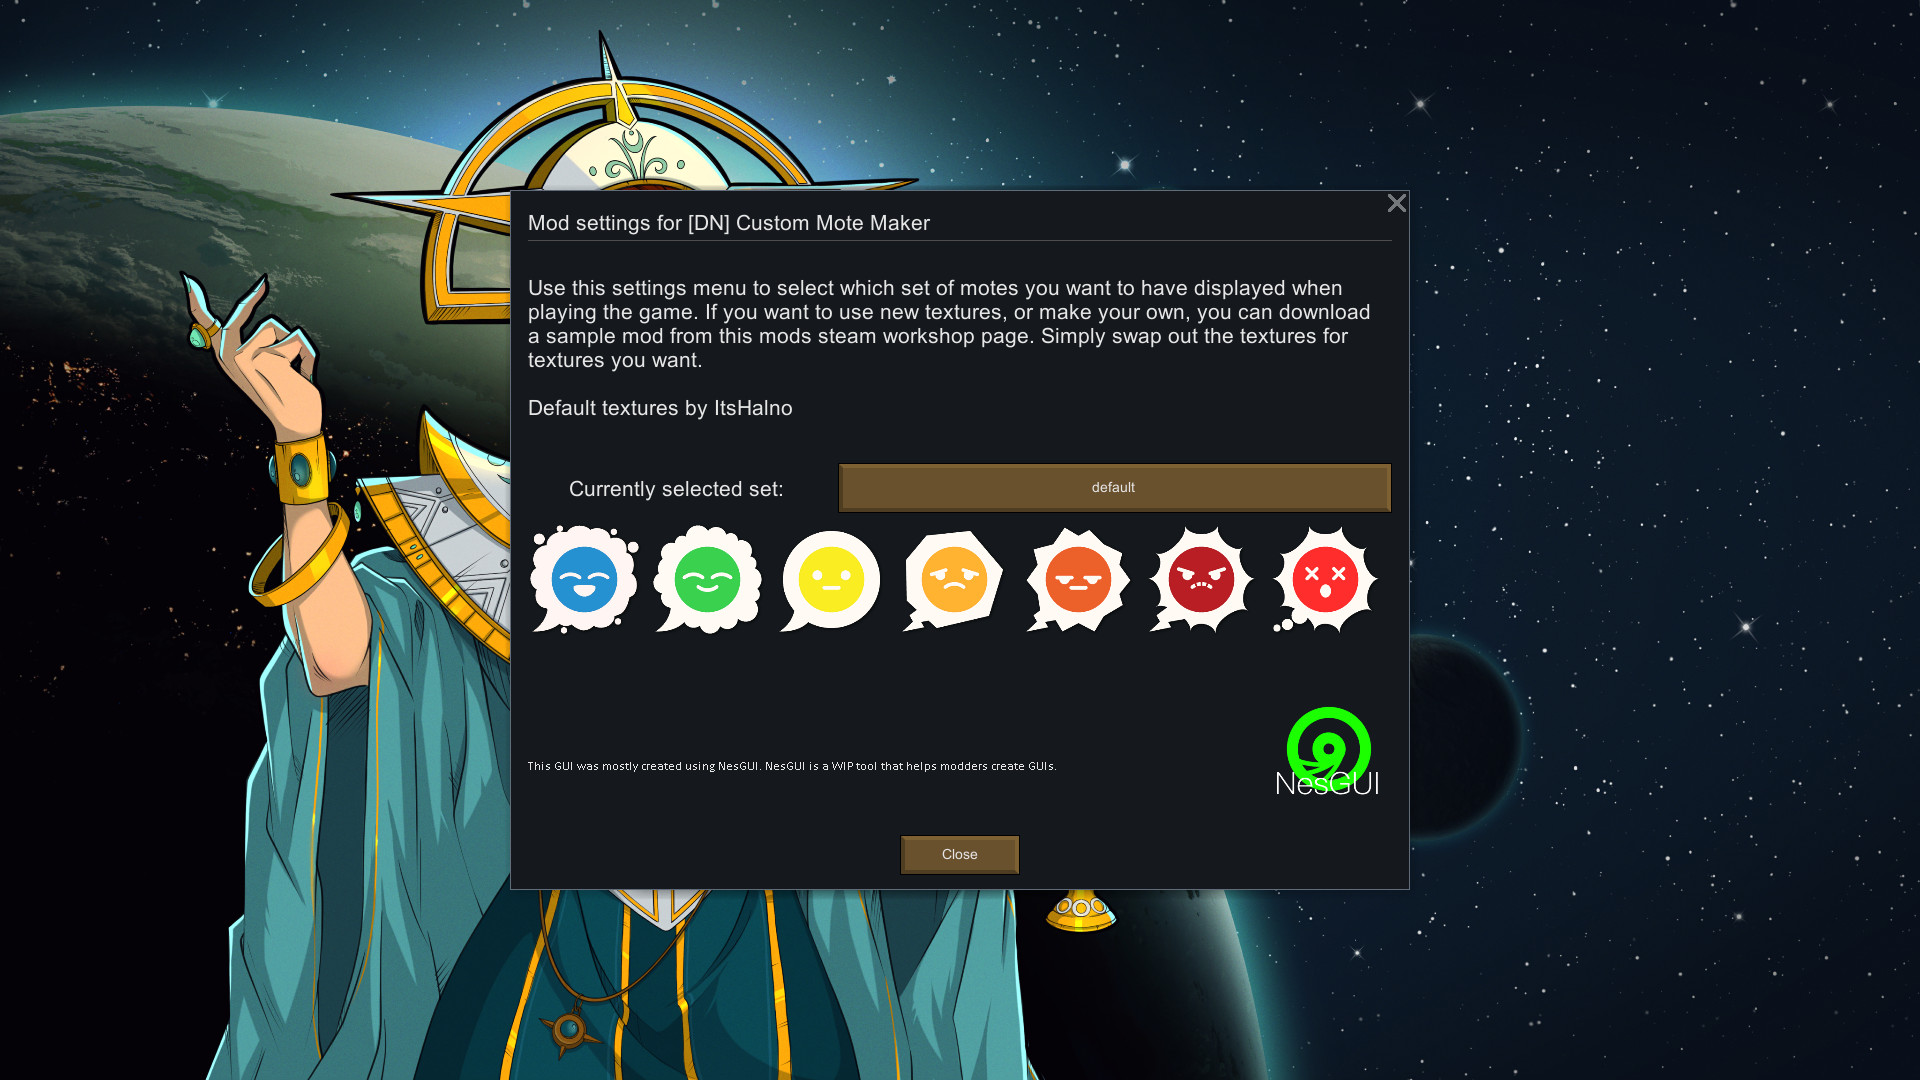 Mod settings for [DN] Custom Mote Maker
Use this settings menu to select which set of motes you want to have displayed when
playing the game. If you want to use new textures, or make your own, you can download
a sample mod from this mods steam workshop page. Simply swap out the textures for
textures you want.
Default textures by ItsHalno
Currently selected set:
default
This GUI was mostly created using NesGUI. NesGUI is a WIP tool that helps modders create GUIs.
NesGUI
Close